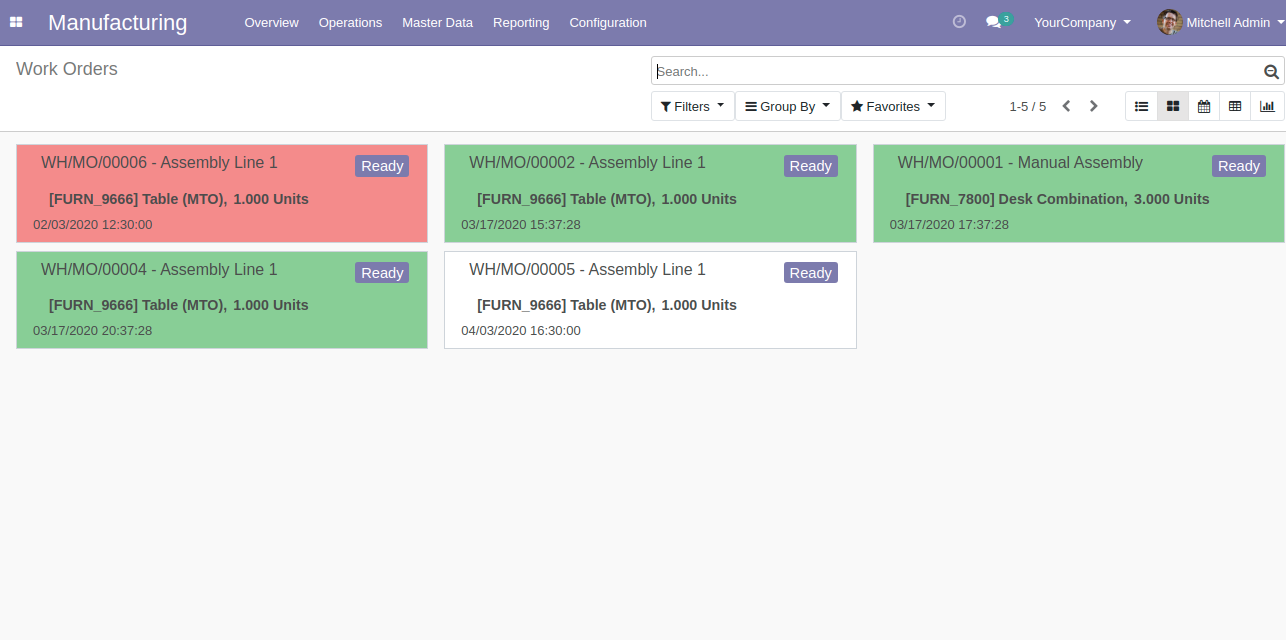 Manufacturing Overview Operations Master Data Reporting Configuration 3 YourCompany Mitchell Admin
Work Orders
Search...
Filters Group By Favorites 1-5 / 5
WH/MO/00006 - Assembly Line 1 Ready
[FURN_9666] Table (MTO), 1.000 Units
02/03/2020 12:30:00
WH/MO/00002 - Assembly Line 1 Ready
[FURN_9666] Table (MTO), 1.000 Units
03/17/2020 15:37:28
WH/MO/00001 - Manual Assembly Ready
[FURN_7800] Desk Combination, 3.000 Units
03/17/2020 17:37:28
WH/MO/00004 - Assembly Line 1 Ready
[FURN_9666] Table (MTO), 1.000 Units
03/17/2020 20:37:28
WH/MO/00005 - Assembly Line 1 Ready
[FURN_9666] Table (MTO), 1.000 Units
04/03/2020 16:30:00